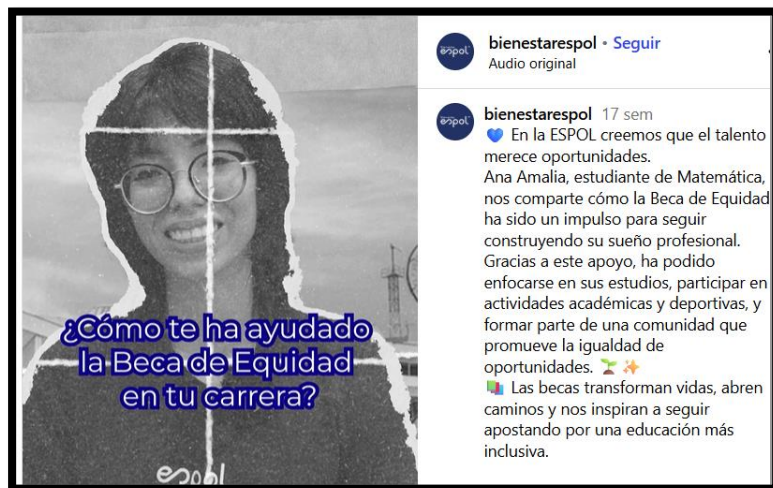 ¿Cómo te ha ayudado
la Beca de Equidad
en tu carrera?
espol
espol
bienestarespol • Seguir
Audio original
espol
bienestarespol 17 sem
💙 En la ESPOL creemos que el talento
merece oportunidades.
Ana Amalia, estudiante de Matemática,
nos comparte cómo la Beca de Equidad
ha sido un impulso para seguir
construyendo su sueño profesional.
Gracias a este apoyo, ha podido
enfocarse en sus estudios, participar en
actividades académicas y deportivas, y
formar parte de una comunidad que
promueve la igualdad de
oportunidades. 🌱 ✨
📚 Las becas transforman vidas, abren
caminos y nos inspiran a seguir
apostando por una educación más
inclusiva.